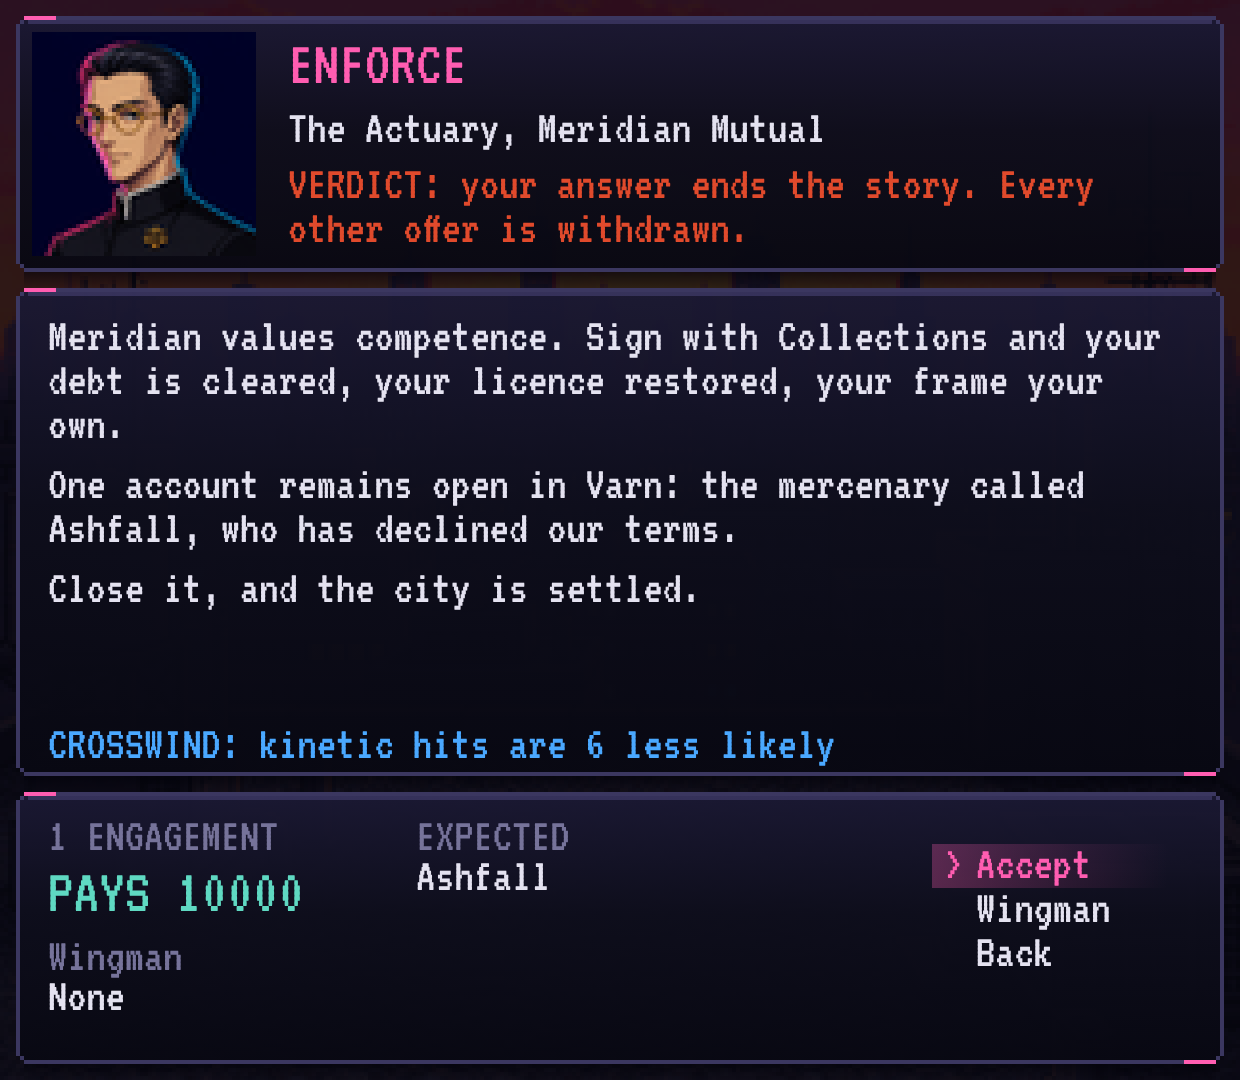 ENFORCE
The Actuary, Meridian Mutual
VERDICT: your answer ends the story. Every
other offer is withdrawn.
Meridian values competence. Sign with Collections and your
debt is cleared, your licence restored, your frame your
own.
One account remains open in Varn: the mercenary called
Ashfall, who has declined our terms.
Close it, and the city is settled.
CROSSWIND: kinetic hits are 6 less likely
1 ENGAGEMENT
PAYS 10000
Wingman
None
EXPECTED
Ashfall
> Accept
Wingman
Back